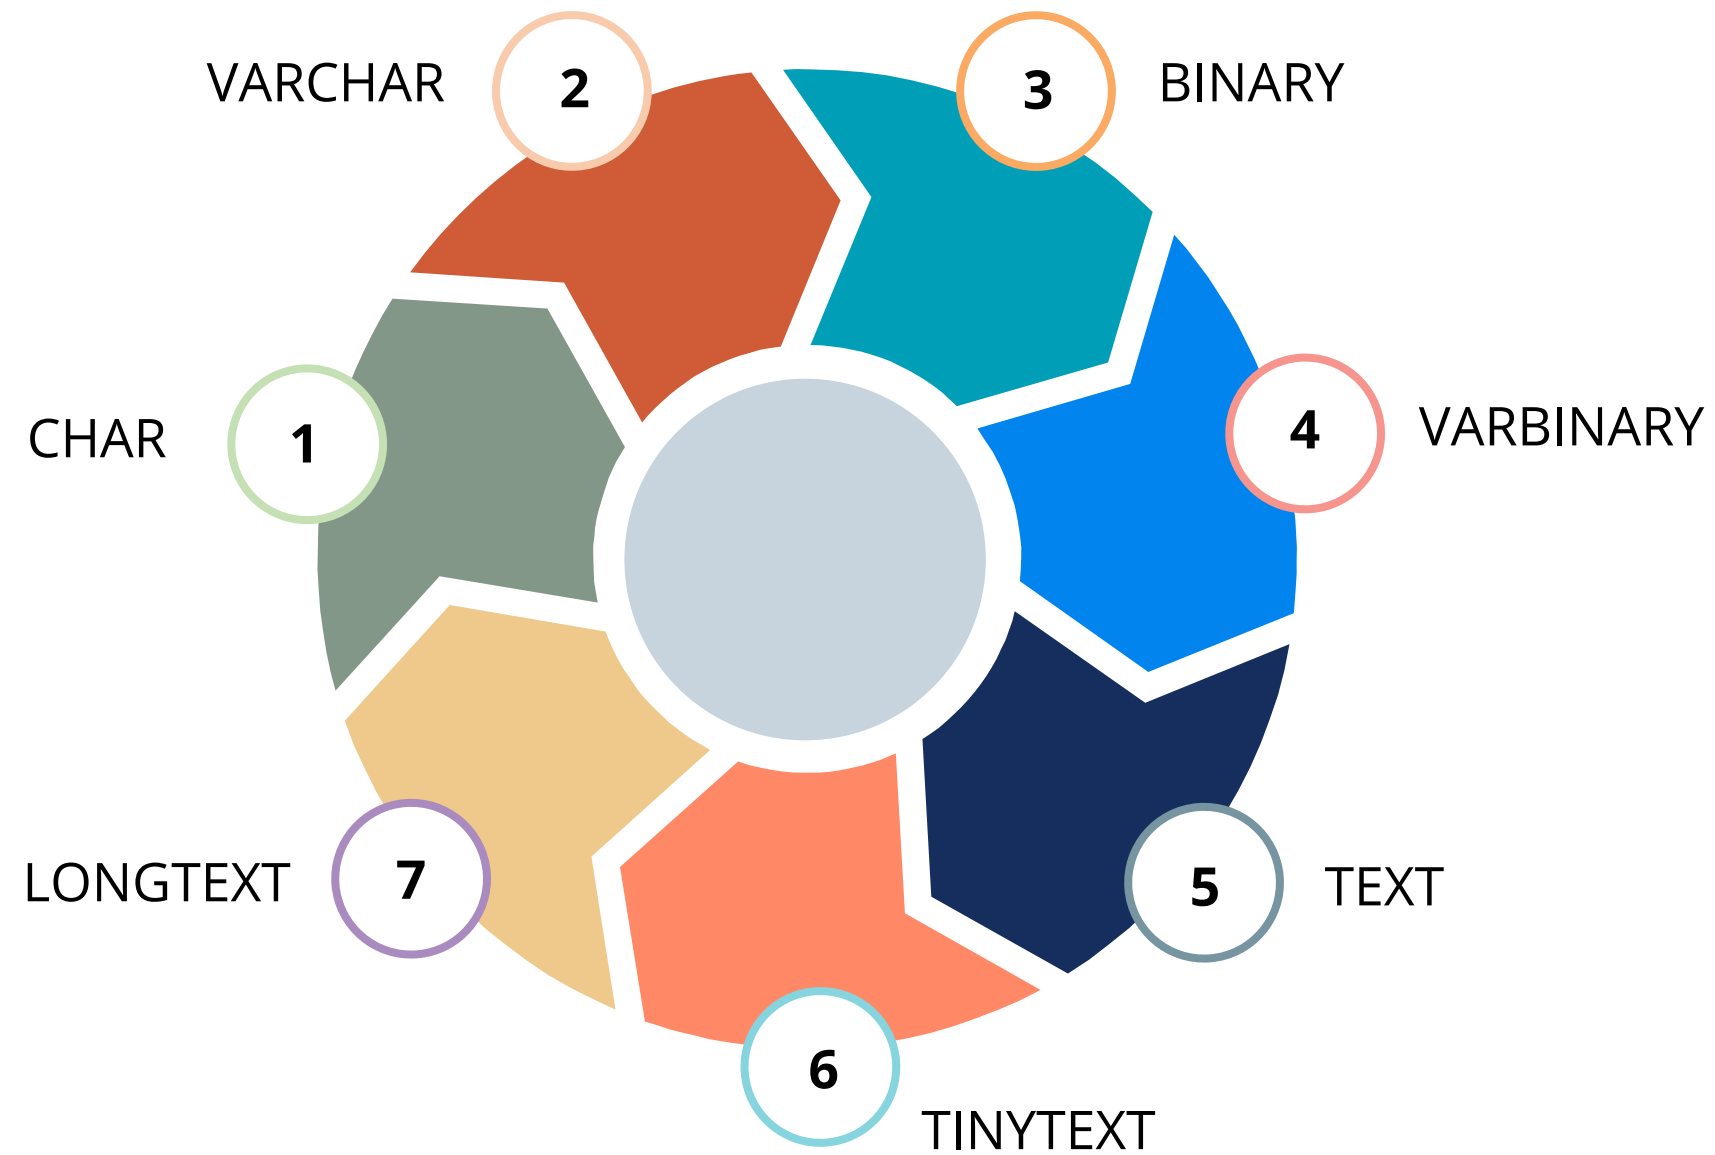 1
CHAR
2
VARCHAR
3
BINARY
4
VARBINARY
5
TEXT
6
TINYTEXT
7
LONGTEXT